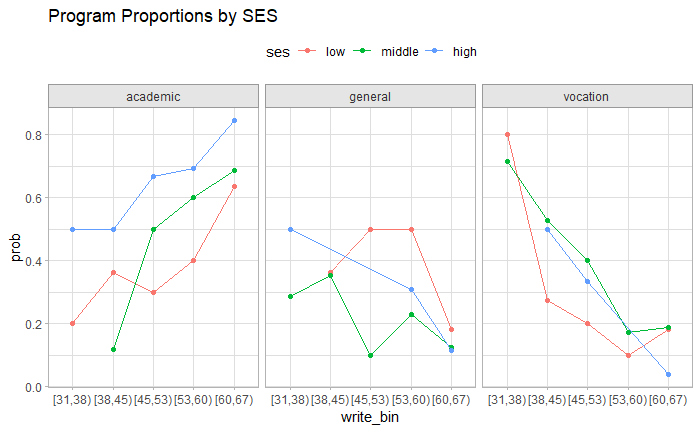 Program Proportions by SES
ses low middle high
academic general vocation
prob
0.8
0.6
0.4
0.2
0.0
[31,38) [38,45) [45,53) [53,60) [60,67) [31,38) [38,45) [45,53) [53,60) [60,67) [31,38) [38,45) [45,53) [53,60) [60,67)
write_bin